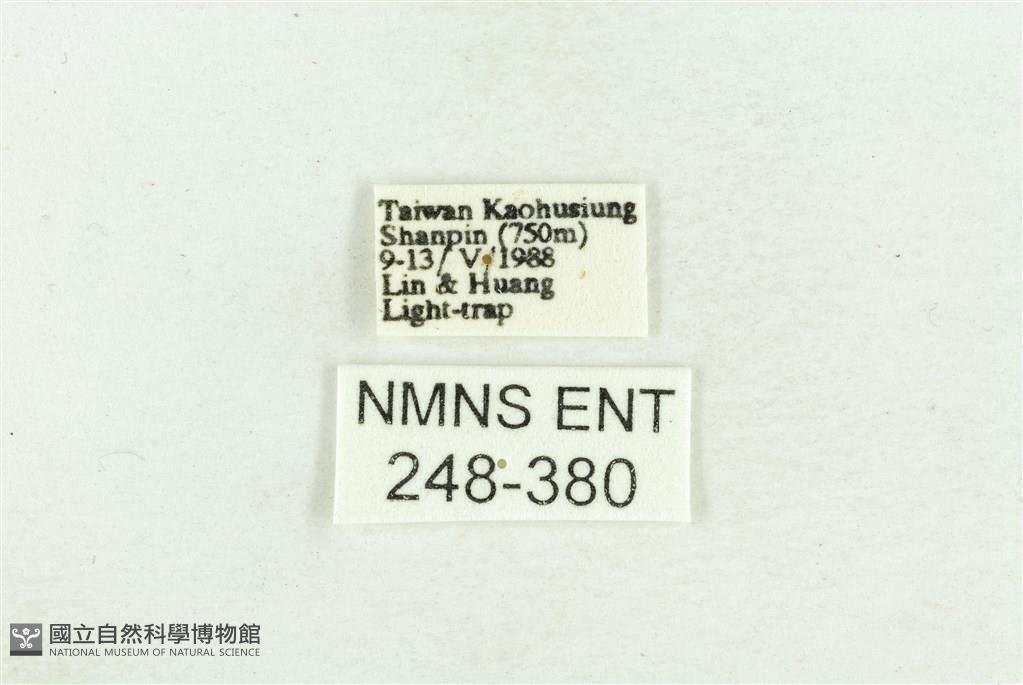 Taiwan Kaohusiung
Shanpin (750m)
9-13/ V/1988
Lin & Huang
Light-trap
NMNS ENT
248-380
國立自然科學博物館
NATIONAL MUSEUM OF NATURAL SCIENCE